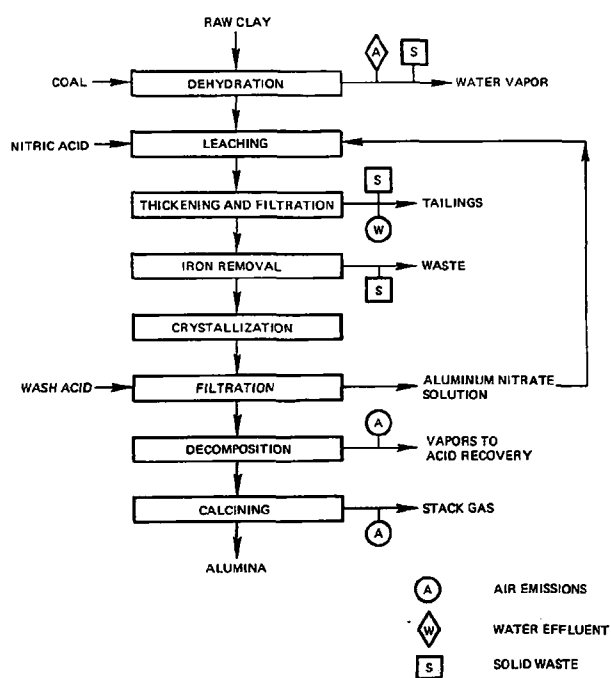 RAW CLAY
A
S
COAL
DEHYDRATION
WATER VAPOR
NITRIC ACID
LEACHING
S
THICKENING AND FILTRATION
TAILINGS
W
IRON REMOVAL
WASTE
S
CRYSTALLIZATION
WASH ACID
FILTRATION
ALUMINUM NITRATE
SOLUTION
A
DECOMPOSITION
VAPORS TO
ACID RECOVERY
CALCINING
STACK GAS
A
ALUMINA
A AIR EMISSIONS
W WATER EFFLUENT
S SOLID WASTE